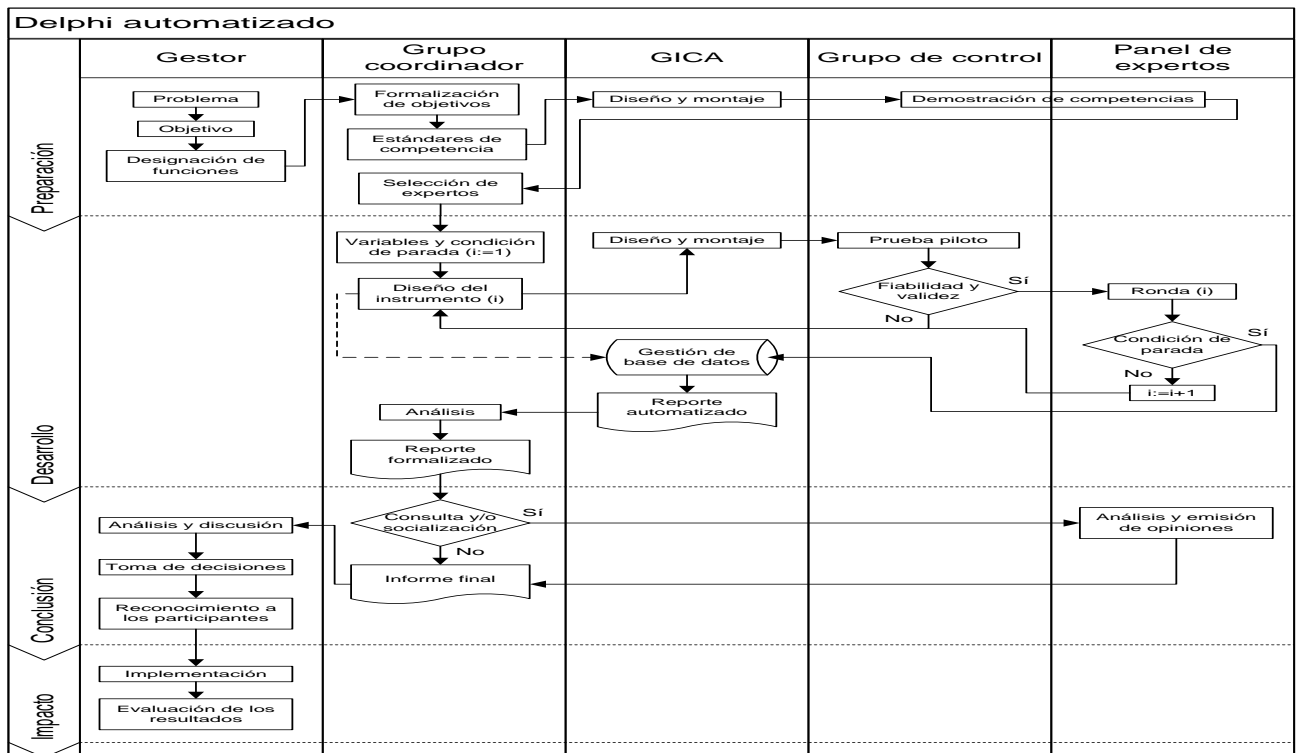 Delphi automatizado
Gestor
Grupo
coordinador
GICA
Grupo de control
Panel de
expertos
Preparación
Problema
Objetivo
Designación de
funciones
Formalización
de objetivos
Estándares de
competencia
Diseño y montaje
Demostración de competencias
Selección de
expertos
Desarrollo
Variables y condición
de parada (i:=1)
Diseño del
instrumento (i)
Diseño y montaje
Prueba piloto
Fiabilidad y
validez
Sí
No
Ronda (i)
Condición de
parada
Sí
No
i:=i+1
Gestión de
base de datos
Reporte
automatizado
Análisis
Reporte
formalizado
Conclusión
Consulta y/o
socialización
Sí
No
Análisis y emisión
de opiniones
Informe final
Análisis y discusión
Toma de decisiones
Reconocimiento a
los participantes
Impacto
Implementación
Evaluación de los
resultados